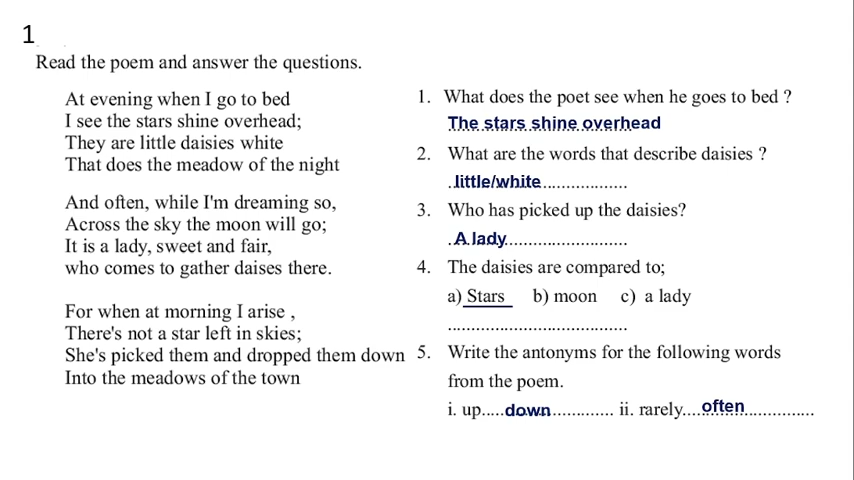 1
Read the poem and answer the questions.
At evening when I go to bed
I see the stars shine overhead;
They are little daisies white
That does the meadow of the night
And often, while I'm dreaming so,
Across the sky the moon will go;
It is a lady, sweet and fair,
who comes to gather daises there.
For when at morning I arise ,
There's not a star left in skies;
She's picked them and dropped them down
Into the meadows of the town
1. What does the poet see when he goes to bed ?
The stars shine overhead
2. What are the words that describe daisies ?
.little/white...................
3. Who has picked up the daisies?
.A lady..........................
4. The daisies are compared to;
a) Stars b) moon c) a lady
..........................................
5. Write the antonyms for the following words
from the poem.
i. up.....down.............. ii. rarely....often................